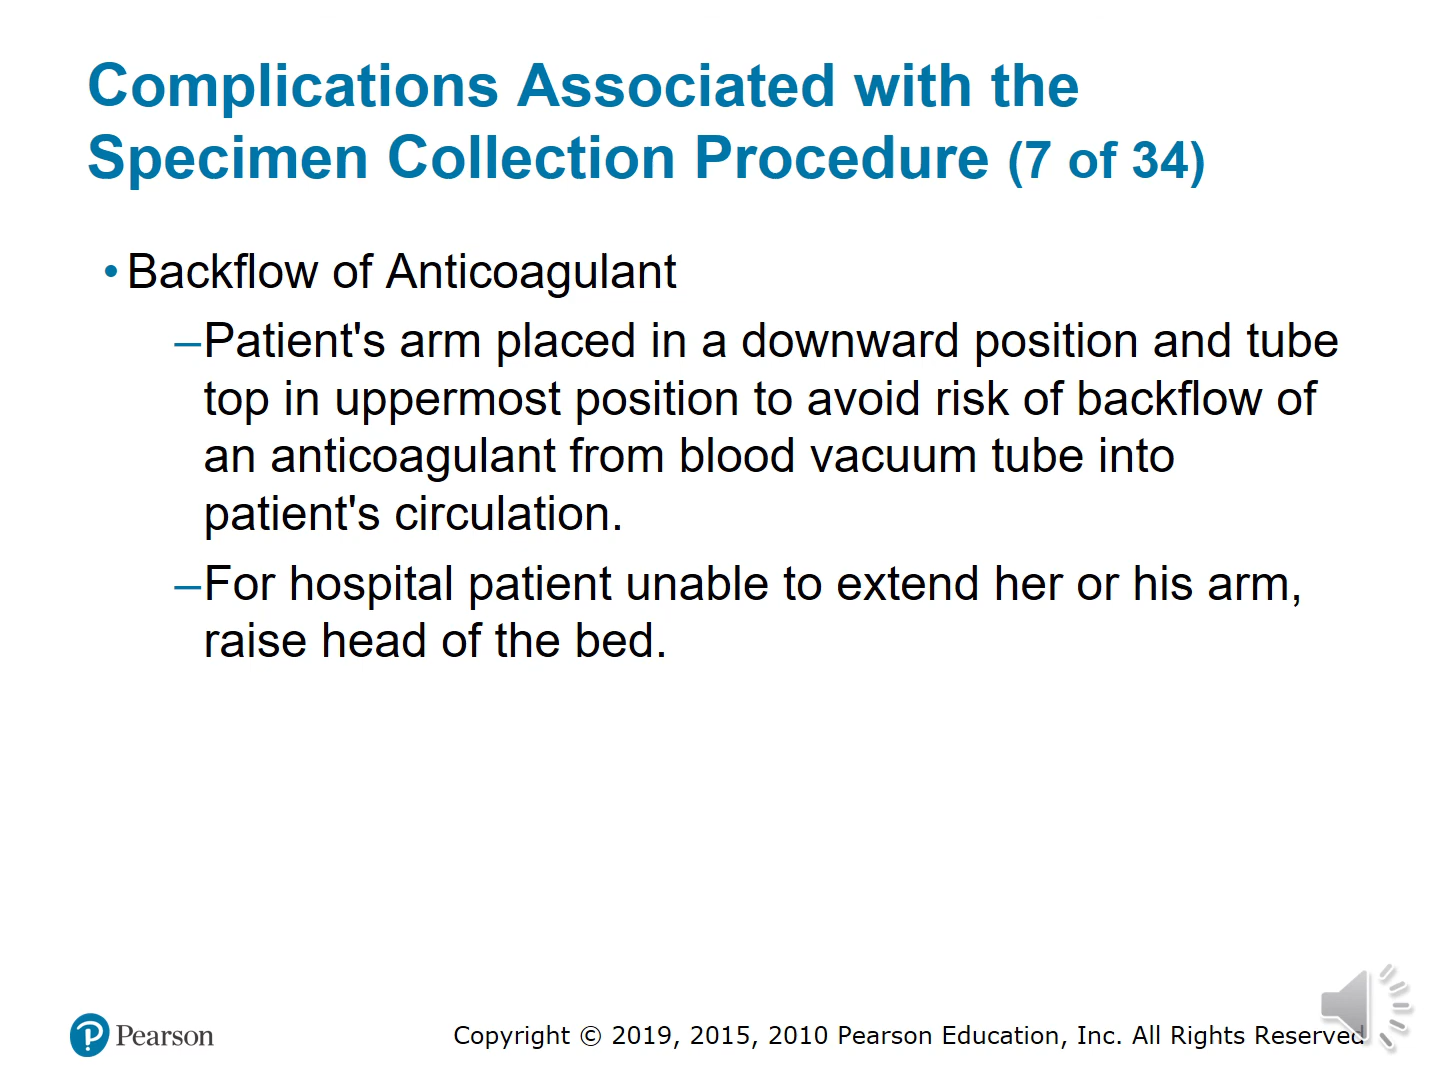 Complications Associated with the
Specimen Collection Procedure (7 of 34)
• Backflow of Anticoagulant
–Patient's arm placed in a downward position and tube
top in uppermost position to avoid risk of backflow of
an anticoagulant from blood vacuum tube into
patient's circulation.
–For hospital patient unable to extend her or his arm,
raise head of the bed.
Pearson
Copyright © 2019, 2015, 2010 Pearson Education, Inc. All Rights Reserved